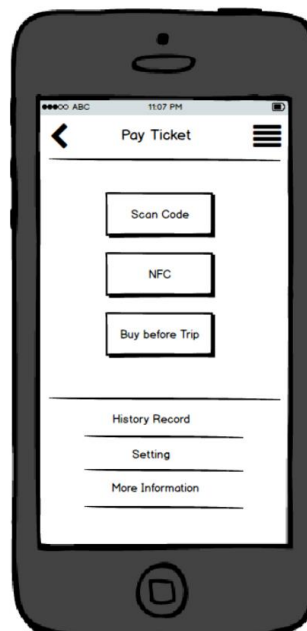 ABC 11:07 PM
Pay Ticket
Scan Code
NFC
Buy before Trip
History Record
Setting
More Information